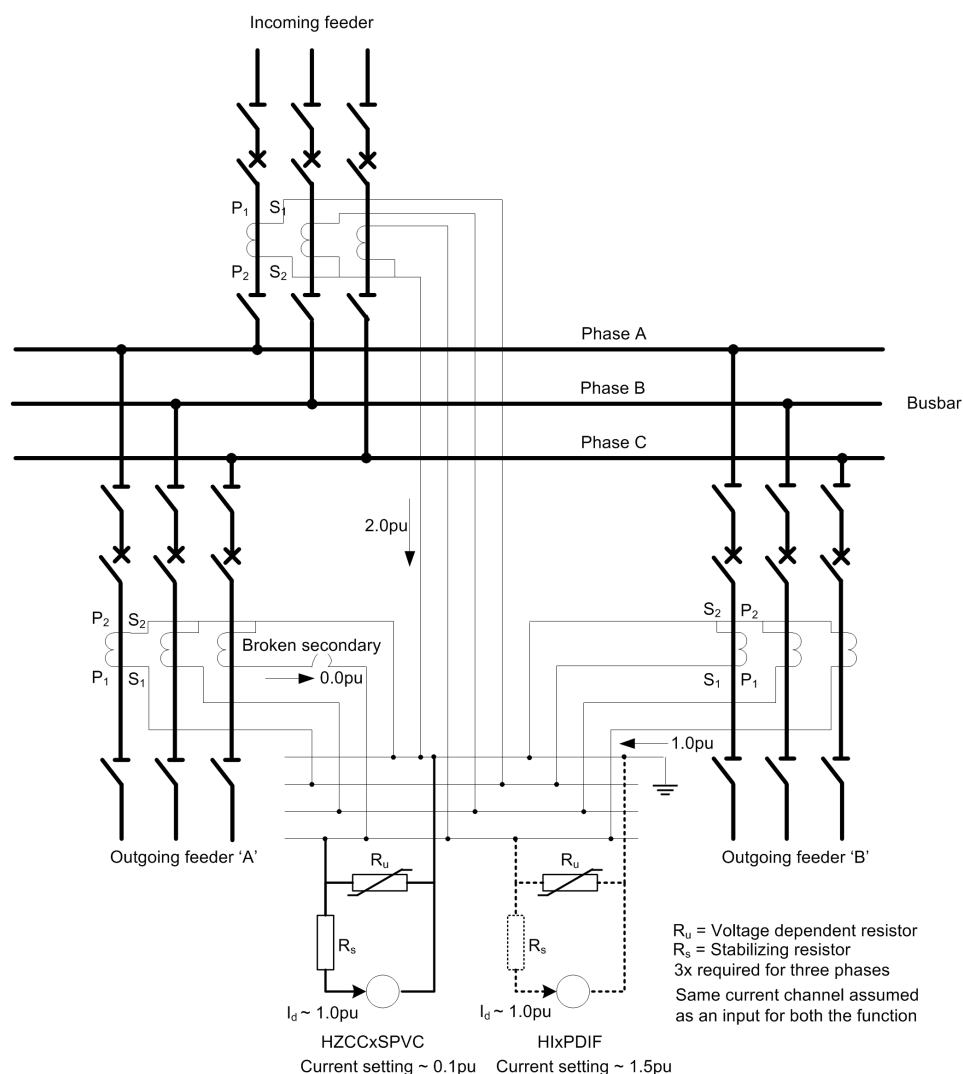 Incoming feeder
P₁ S₁
P₂ S₂
Phase A
Phase B
Busbar
Phase C
2.0pu
P₂ S₂
S₂ P₂
Broken secondary
P₁ S₁
0.0pu
S₁ P₁
1.0pu
Outgoing feeder 'A'
Outgoing feeder 'B'
Rᵤ
Rᵤ
Rₛ
Rₛ
Rᵤ = Voltage dependent resistor
Rₛ = Stabilizing resistor
3x required for three phases
Same current channel assumed
as an input for both the function
I_d ~ 1.0pu
I_d ~ 1.0pu
HZCCxSPVC
HIxPDIF
Current setting ~ 0.1pu
Current setting ~ 1.5pu